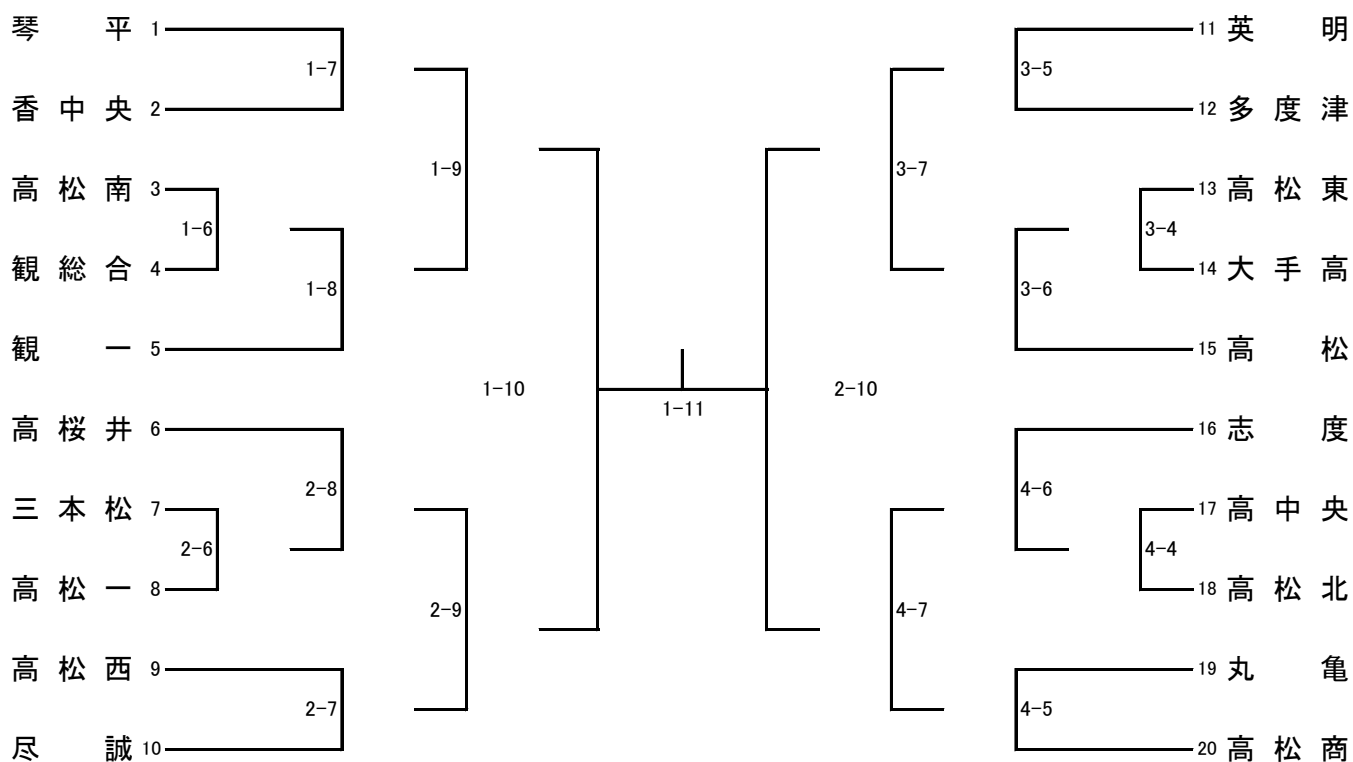 琴平 1
1-7
香中央 2
1-9
高松南 3
1-6
観総合 4
1-8
観一 5
1-10
高桜井 6
2-8
三本松 7
2-6
高松一 8
2-9
高松西 9
2-7
尽誠 10
1-11
2-10
11 英明
3-5
12 多度津
3-7
13 高松東
3-4
14 大手高
3-6
15 高松
16 志度
4-6
17 高中央
4-4
18 高松北
4-7
19 丸亀
4-5
20 高松商